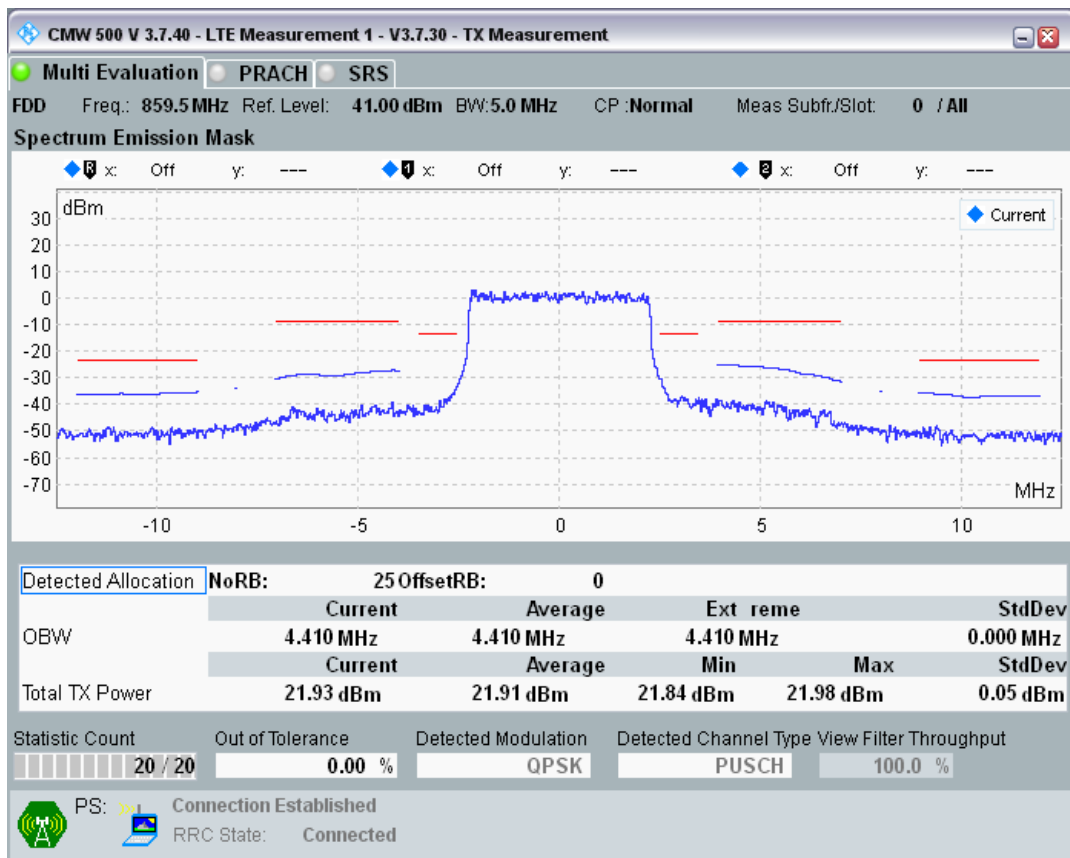 CMW 500 V 3.7.40 - LTE Measurement 1 - V3.7.30 - TX Measurement
Multi Evaluation PRACH SRS
FDD Freq.: 859.5 MHz Ref. Level: 41.00 dBm BW:5.0 MHz CP :Normal Meas Subfr./Slot: 0 / All
Spectrum Emission Mask
R x: Off y: --- 1 x: Off y: --- 2 x: Off y: ---
dBm
Current
30
20
10
0
-10
-20
-30
-40
-50
-60
-70
MHz
-10 -5 0 5 10
Detected Allocation NoRB: 25 OffsetRB: 0
Current Average Ext reme StdDev
OBW 4.410 MHz 4.410 MHz 4.410 MHz 0.000 MHz
Current Average Min Max StdDev
Total TX Power 21.93 dBm 21.91 dBm 21.84 dBm 21.98 dBm 0.05 dBm
Statistic Count Out of Tolerance Detected Modulation Detected Channel Type View Filter Throughput
20 / 20 0.00 % QPSK PUSCH 100.0 %
PS: Connection Established
RRC State: Connected